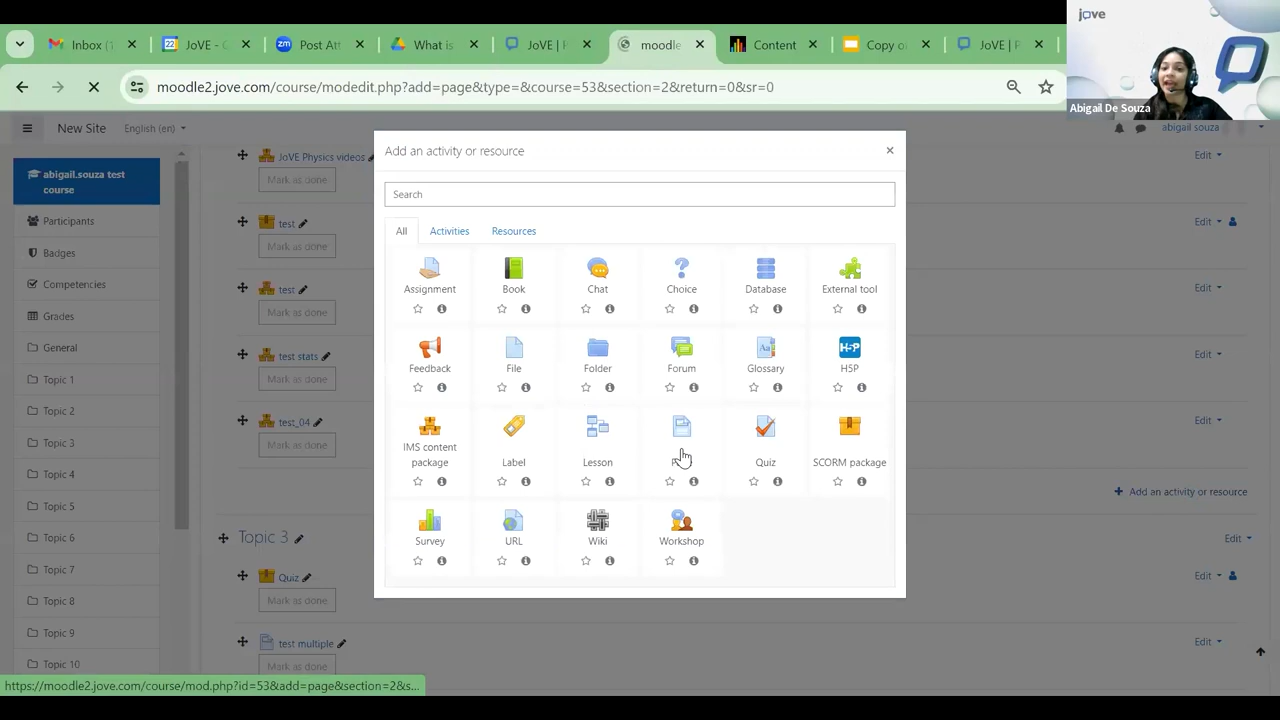 jove
Inbox (1
JoVE - C
Post Att
What is
JoVE | P
moodle
Content
Copy o
JoVE | P
moodle2.jove.com/course/modedit.php?add=page&type=&course=53&section=2&return=0&sr=0
Abigail De Souza
New Site
English (en)
abigail souza
abigail.souza test
course
Participants
Badges
Competencies
Grades
General
Topic 1
Topic 2
Topic 3
Topic 4
Topic 5
Topic 6
Topic 7
Topic 8
Topic 9
Topic 10
JoVE Physics videos
Edit
Mark as done
test
Edit
Mark as done
test
Edit
Mark as done
test stats
Edit
Mark as done
test_04
Edit
Mark as done
Add an activity or resource
Topic 3
Edit
Quiz
Edit
Mark as done
test multiple
Edit
Mark as done
Add an activity or resource
Search
All
Activities
Resources
Assignment
Book
Chat
Choice
Database
External tool
Feedback
File
Folder
Forum
Glossary
H5P
H5P
IMS content
package
Label
Lesson
Quiz
SCORM package
Survey
URL
Wiki
Workshop
https://moodle2.jove.com/course/mod.php?id=53&add=page&section=2&s...